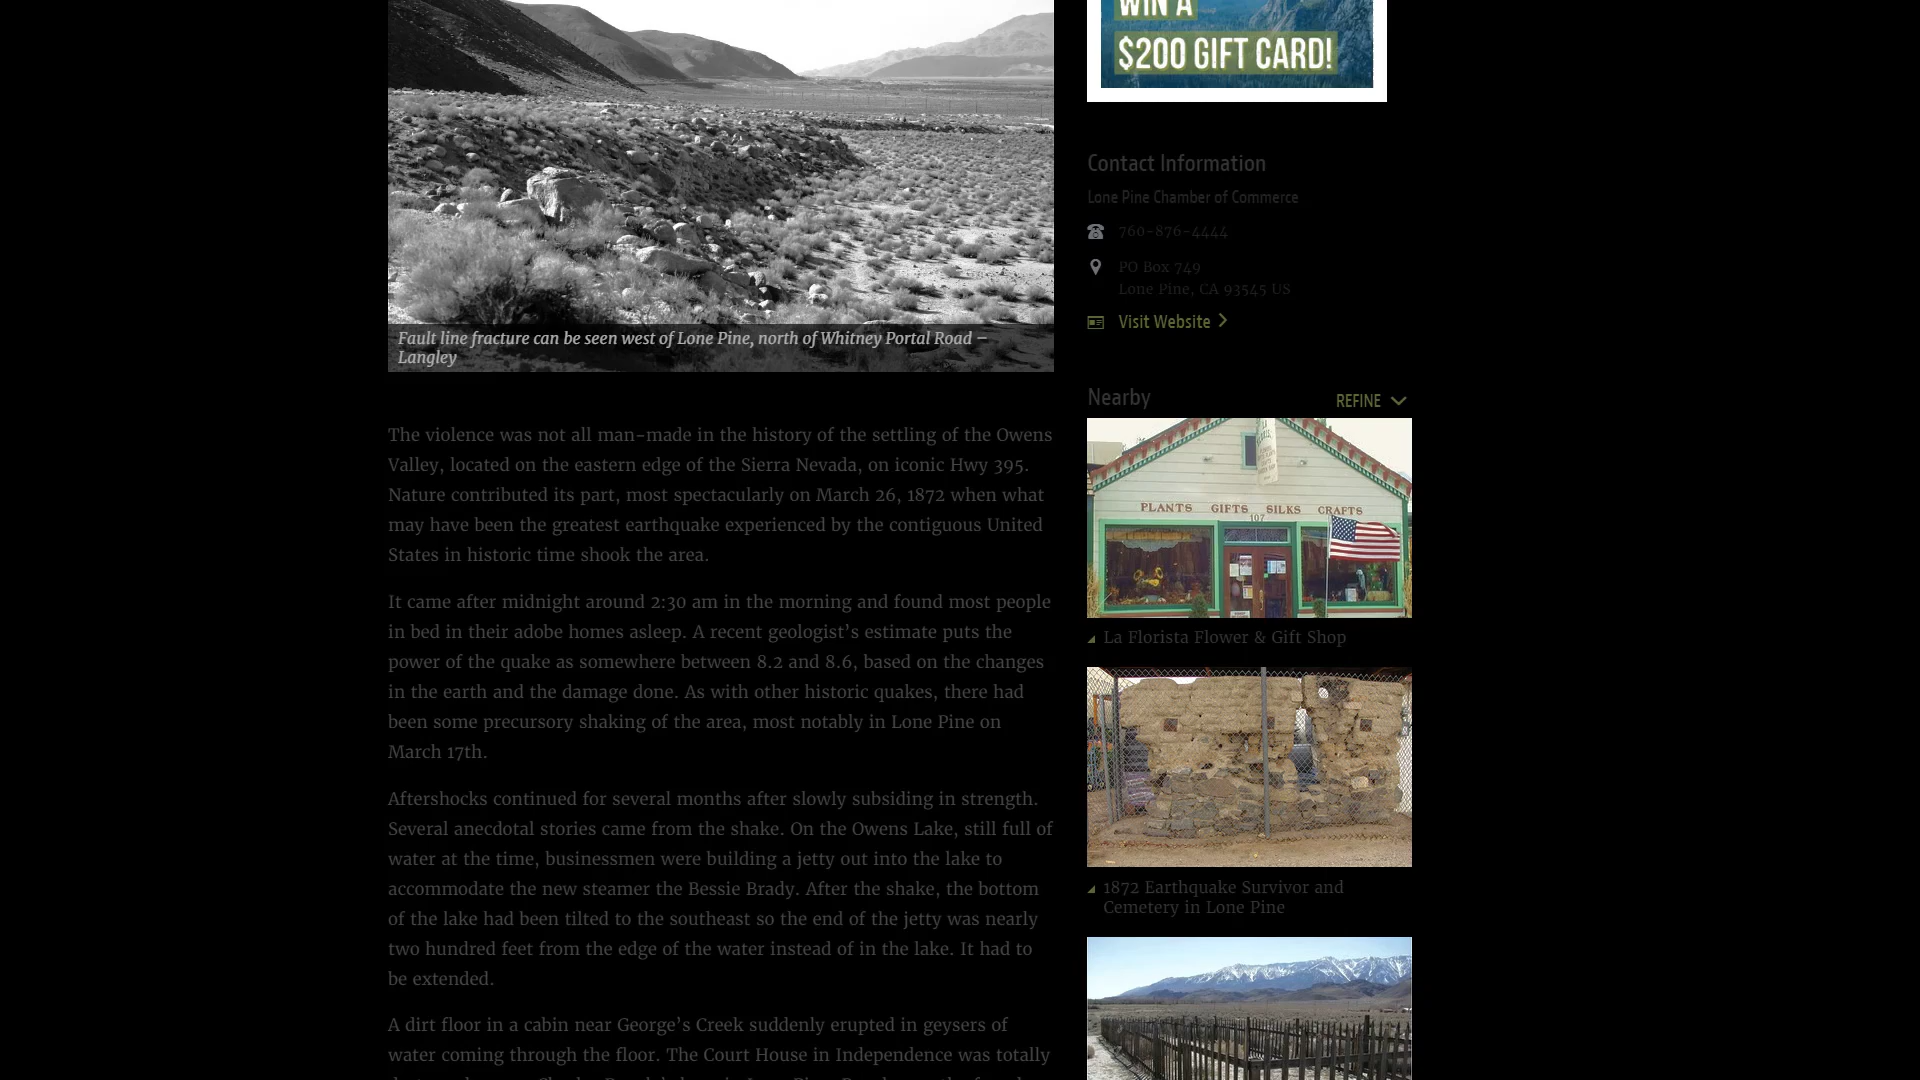 WIN A
$200 GIFT CARD!
Contact Information
Lone Pine Chamber of Commerce
760-876-4444
PO Box 749
Lone Pine, CA 93545 US
Visit Website
Fault line fracture can be seen west of Lone Pine, north of Whitney Portal Road –
Langley
Nearby
REFINE
The violence was not all man-made in the history of the settling of the Owens
Valley, located on the eastern edge of the Sierra Nevada, on iconic Hwy 395.
Nature contributed its part, most spectacularly on March 26, 1872 when what
may have been the greatest earthquake experienced by the contiguous United
States in historic time shook the area.
It came after midnight around 2:30 am in the morning and found most people
in bed in their adobe homes asleep. A recent geologist’s estimate puts the
power of the quake as somewhere between 8.2 and 8.6, based on the changes
in the earth and the damage done. As with other historic quakes, there had
been some precursory shaking of the area, most notably in Lone Pine on
March 17th.
Aftershocks continued for several months after slowly subsiding in strength.
Several anecdotal stories came from the shake. On the Owens Lake, still full of
water at the time, businessmen were building a jetty out into the lake to
accommodate the new steamer the Bessie Brady. After the shake, the bottom
of the lake had been tilted to the southeast so the end of the jetty was nearly
two hundred feet from the edge of the water instead of in the lake. It had to
be extended.
A dirt floor in a cabin near George’s Creek suddenly erupted in geysers of
water coming through the floor. The Court House in Independence was totally
PLANTS GIFTS SILKS CRAFTS
107
La Florista Flower & Gift Shop
1872 Earthquake Survivor and
Cemetery in Lone Pine